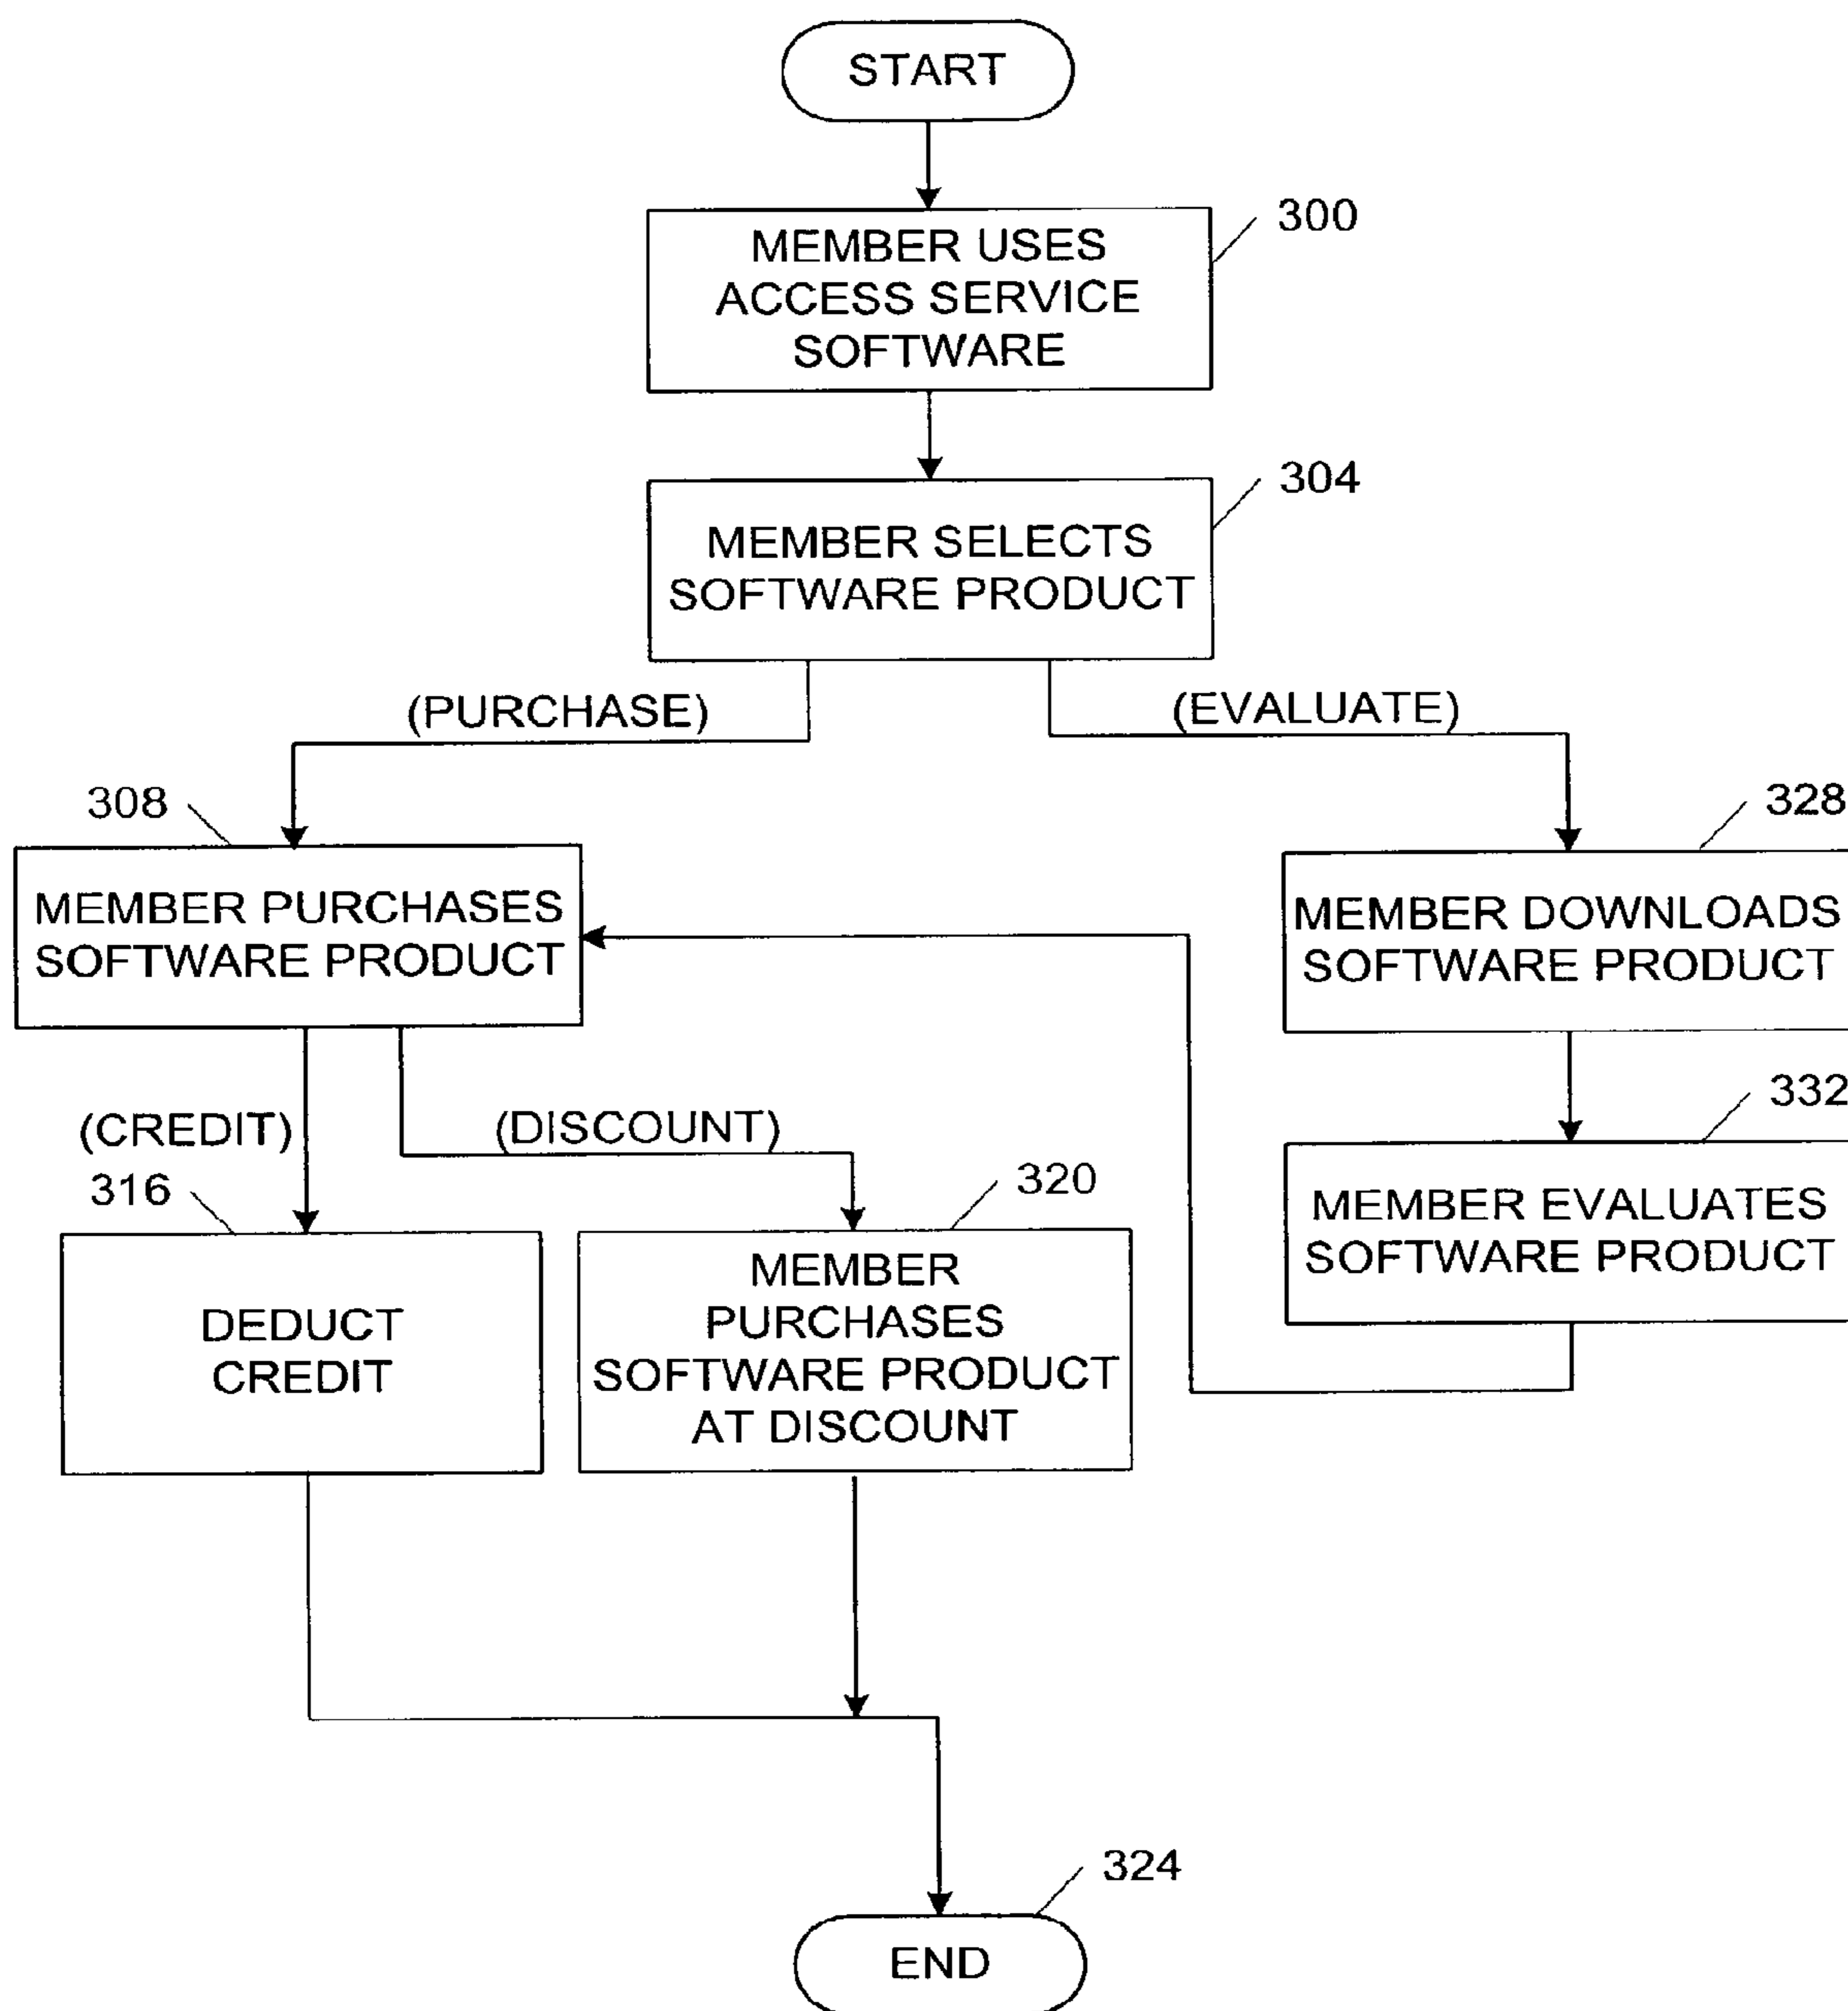 START
300
MEMBER USES
ACCESS SERVICE
SOFTWARE
304
MEMBER SELECTS
SOFTWARE PRODUCT
(PURCHASE)
(EVALUATE)
308
MEMBER PURCHASES
SOFTWARE PRODUCT
328
MEMBER DOWNLOADS
SOFTWARE PRODUCT
(CREDIT)
(DISCOUNT)
316
DEDUCT
CREDIT
320
MEMBER
PURCHASES
SOFTWARE PRODUCT
AT DISCOUNT
332
MEMBER EVALUATES
SOFTWARE PRODUCT
324
END